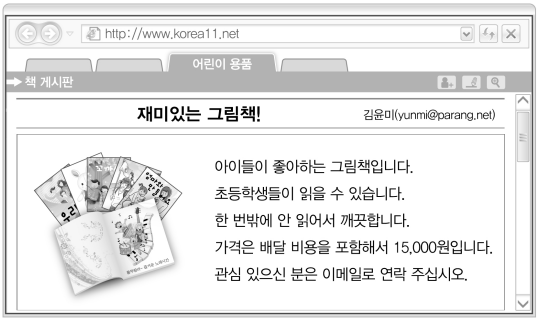 http://www.korea11.net
어린이 용품
책 게시판
재미있는 그림책!
김윤미(yunmi@parang.net)
아이들이 좋아하는 그림책입니다.
초등학생들이 읽을 수 있습니다.
한 번밖에 안 읽어서 깨끗합니다.
가격은 배달 비용을 포함해서 15,000원입니다.
관심 있으신 분은 이메일로 연락 주십시오.